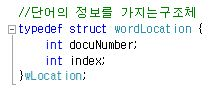 //단어의 정보를 가지는구조체
typedef struct wordLocation {
int docuNumber;
int index;
}wLocation;